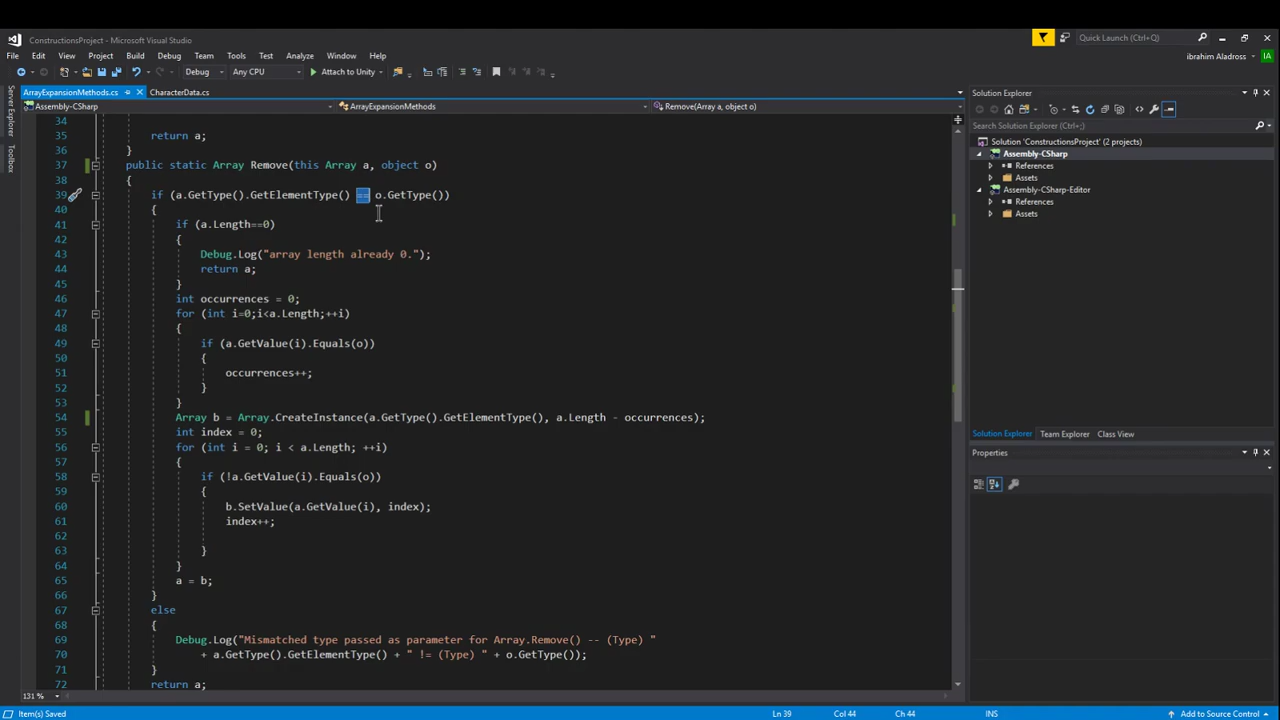 ConstructionsProject - Microsoft Visual Studio
Quick Launch (Ctrl+Q)
File Edit View Project Build Debug Team Tools Test Analyze Window Help
ibrahim Aladross IA
Debug Any CPU Attach to Unity
ArrayExpansionMethods.cs CharacterData.cs
Assembly-CSharp ArrayExpansionMethods Remove(Array a, object o)
Server Explorer
Toolbox
34
35 return a;
36 }
37 public static Array Remove(this Array a, object o)
38 {
39 if (a.GetType().GetElementType() == o.GetType())
40 {
41 if (a.Length==0)
42 {
43 Debug.Log("array length already 0.");
44 return a;
45 }
46 int occurrences = 0;
47 for (int i=0;i<a.Length;++i)
48 {
49 if (a.GetValue(i).Equals(o))
50 {
51 occurrences++;
52 }
53 }
54 Array b = Array.CreateInstance(a.GetType().GetElementType(), a.Length - occurrences);
55 int index = 0;
56 for (int i = 0; i < a.Length; ++i)
57 {
58 if (!a.GetValue(i).Equals(o))
59 {
60 b.SetValue(a.GetValue(i), index);
61 index++;
62
63 }
64 }
65 a = b;
66 }
67 else
68 {
69 Debug.Log("Mismatched type passed as parameter for Array.Remove() -- (Type) "
70 + a.GetType().GetElementType() + " != (Type) " + o.GetType());
71 }
72 return a;
131 %
Solution Explorer
Search Solution Explorer (Ctrl+;)
Solution 'ConstructionsProject' (2 projects)
Assembly-CSharp
References
Assets
Assembly-CSharp-Editor
References
Assets
Solution Explorer Team Explorer Class View
Properties
Item(s) Saved Ln 39 Col 44 Ch 44 INS Add to Source Control